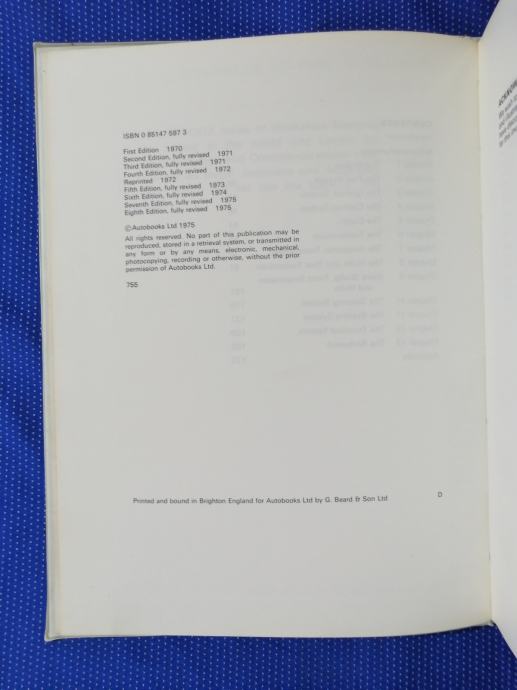 ISBN 0 85147 587 3
First Edition 1970
Second Edition, fully revised 1971
Third Edition, fully revised 1971
Fourth Edition, fully revised 1972
Reprinted 1972
Fifth Edition, fully revised 1973
Sixth Edition, fully revised 1974
Seventh Edition, fully revised 1975
Eighth Edition, fully revised 1975
©Autobooks Ltd 1975
All rights reserved. No part of this publication may be
reproduced, stored in a retrieval system, or transmitted in
any form or by any means, electronic, mechanical,
photocopying, recording or otherwise, without the prior
permission of Autobooks Ltd.
755
Printed and bound in Brighton England for Autobooks Ltd by G. Beard & Son Ltd
D